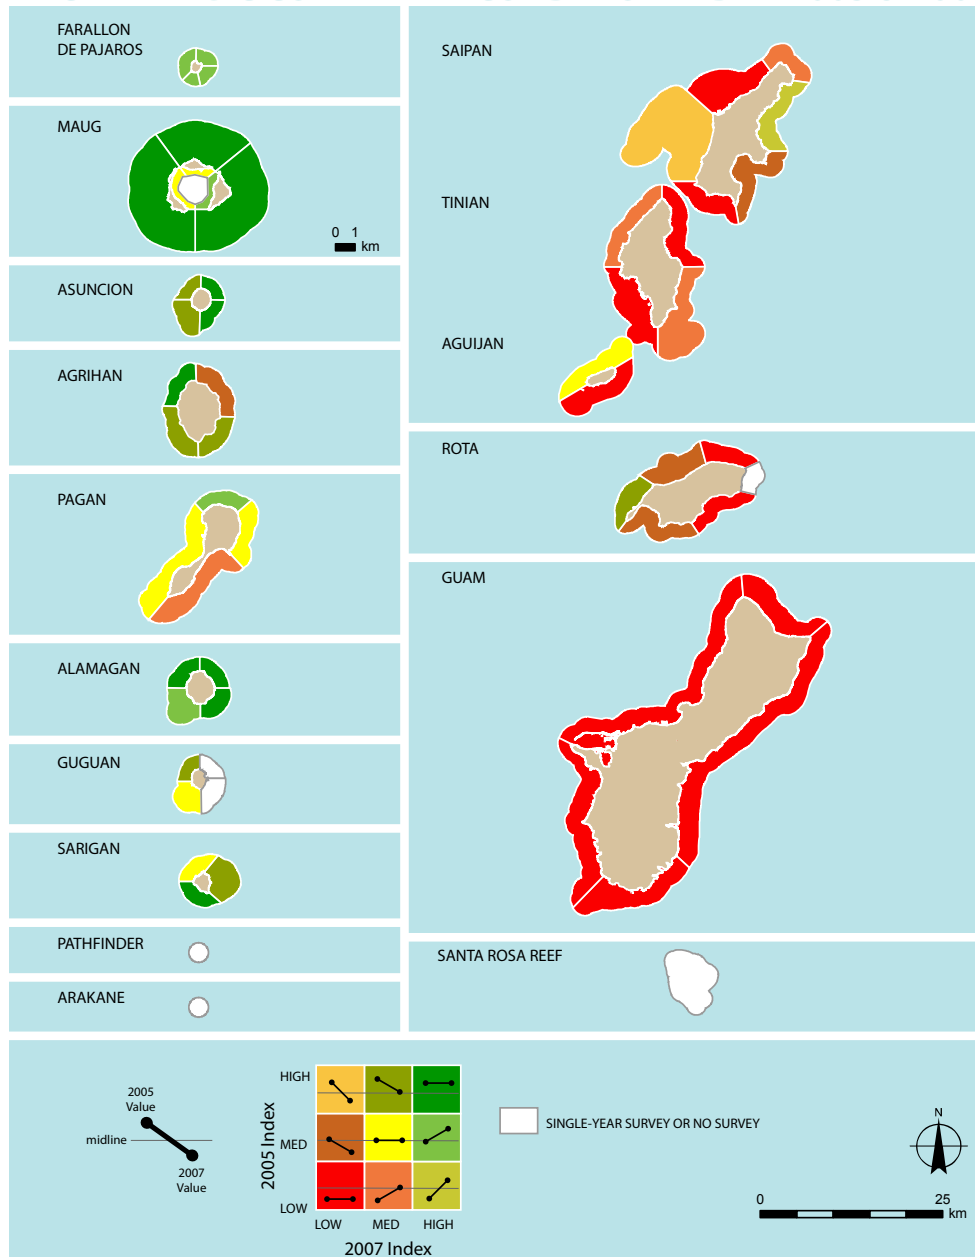 FARALLON
DE PAJAROS
MAUG
0 1
km
ASUNCION
AGRIHAN
PAGAN
ALAMAGAN
GUGUAN
SARIGAN
PATHFINDER
ARAKANE
SAIPAN
TINIAN
AGUIJAN
ROTA
GUAM
SANTA ROSA REEF
2005
Value
midline
2007
Value
2005 Index
HIGH
MED
LOW
LOW MED HIGH
2007 Index
SINGLE-YEAR SURVEY OR NO SURVEY
N
0 25
km